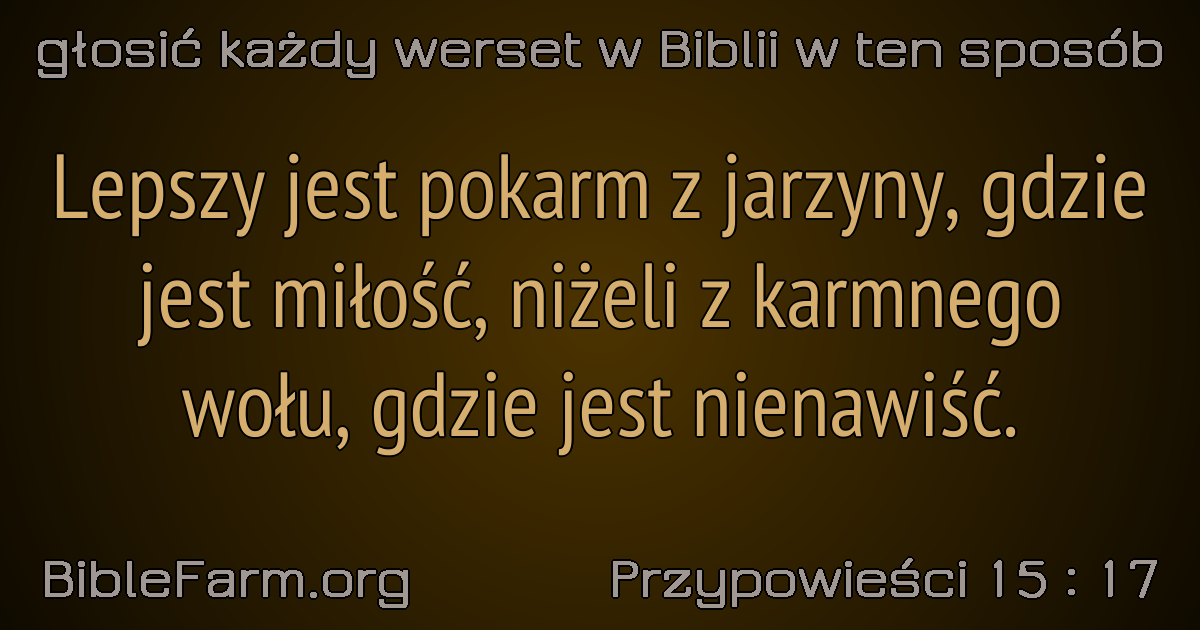 głosić każdy werset w Biblii w ten sposób
Lepszy jest pokarm z jarzyny, gdzie
jest miłość, niżeli z karmnego
wołu, gdzie jest nienawiść.
BibleFarm.org
Przypowieści 15 : 17